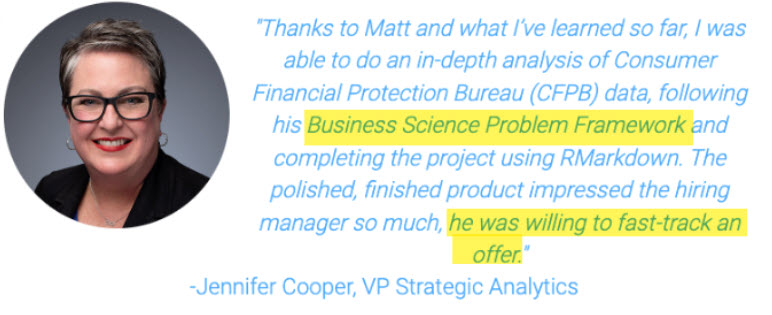 "Thanks to Matt and what I've learned so far, I was
able to do an in-depth analysis of Consumer
Financial Protection Bureau (CFPB) data, following
his Business Science Problem Framework and
completing the project using RMarkdown. The
polished, finished product impressed the hiring
manager so much, he was willing to fast-track an
offer."
-Jennifer Cooper, VP Strategic Analytics